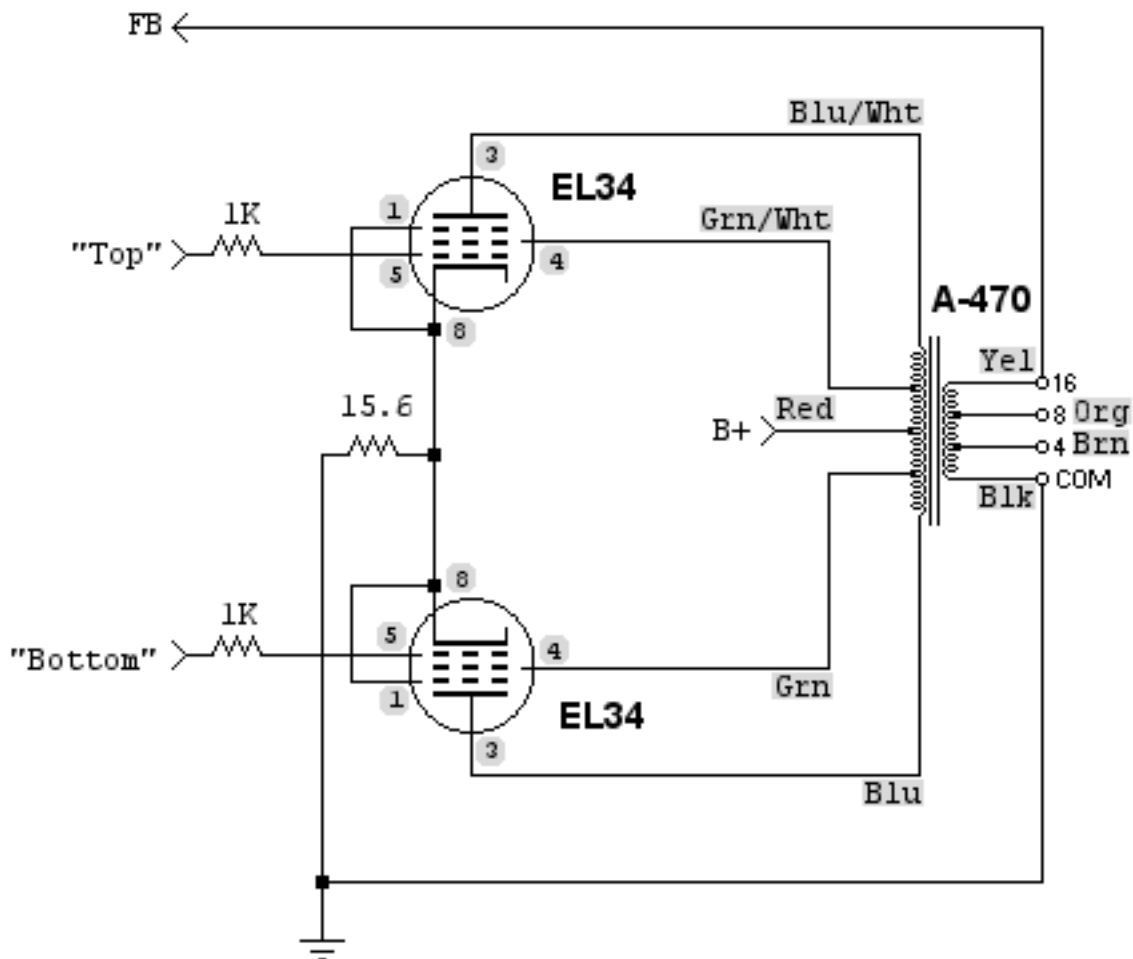 FB
Blu/Wht
3
EL34
1
1K
Grn/Wht
"Top"
5
4
A-470
8
Yel
16
15.6
Red
8 Org
B+
4 Brn
COM
Blk
8
1K
5
4
"Bottom"
Grn
1
EL34
3
Blu